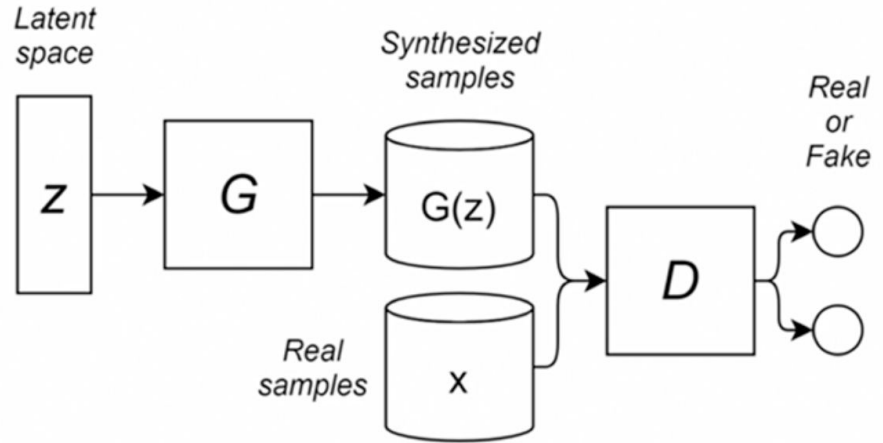 Latent
space
z
G
Synthesized
samples
G(z)
Real
samples
x
D
Real
or
Fake